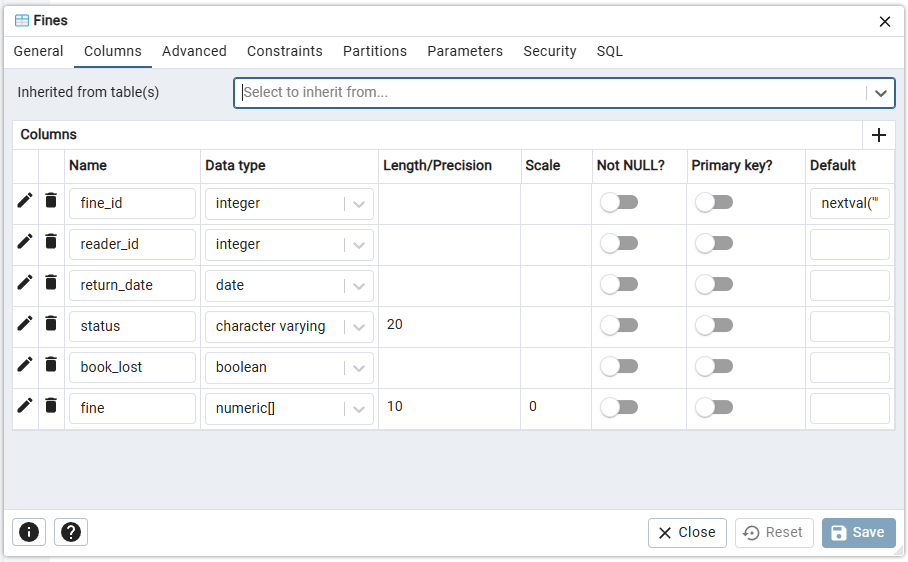 Fines
General Columns Advanced Constraints Partitions Parameters Security SQL
Inherited from table(s) Select to inherit from...
Columns
Name Data type Length/Precision Scale Not NULL? Primary key? Default
fine_id integer nextval('"
reader_id integer
return_date date
status character varying 20
book_lost boolean
fine numeric[] 10 0
Close Reset Save